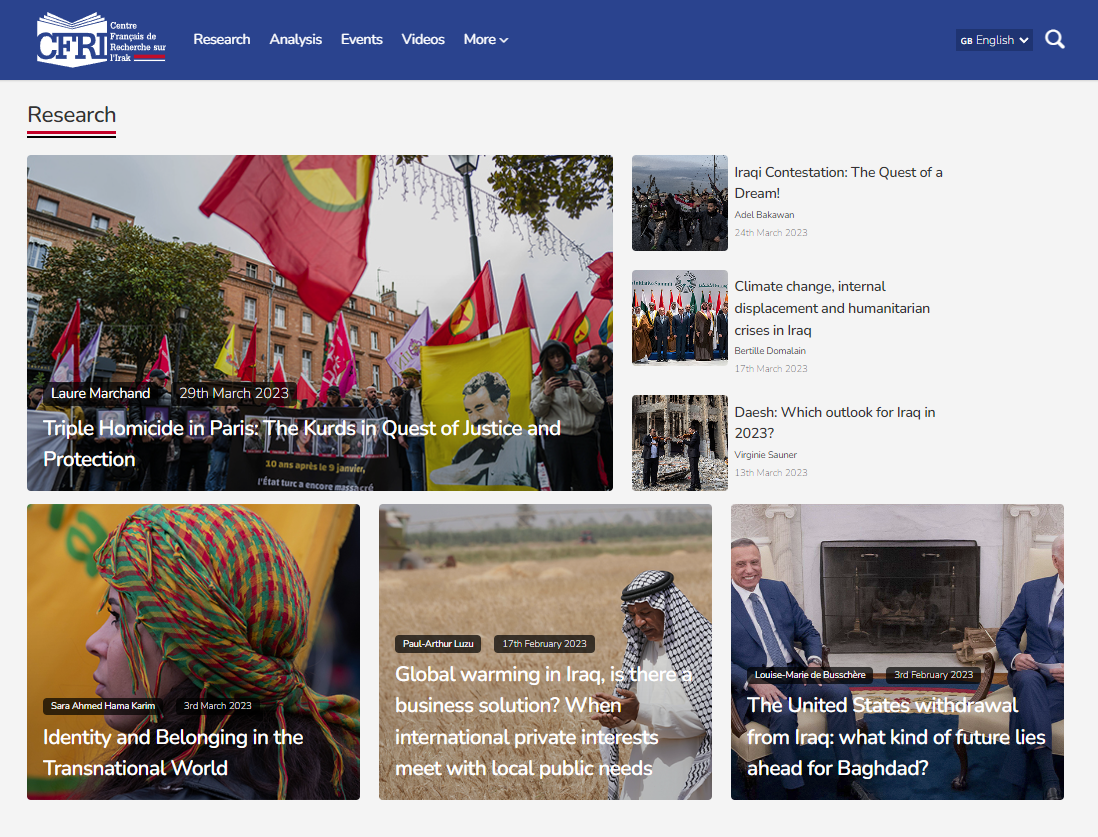 CFRI
Centre
Français de
Recherche sur
l'Irak
Research
Analysis
Events
Videos
More
GB English
Research
Laure Marchand
29th March 2023
Triple Homicide in Paris: The Kurds in Quest of Justice and
Protection
10 ans après le 9 janvier,
l'État turc a encore massacré
Iraqi Contestation: The Quest of a
Dream!
Adel Bakawan
24th March 2023
Climate change, internal
displacement and humanitarian
crises in Iraq
Bertille Domalain
17th March 2023
Daesh: Which outlook for Iraq in
2023?
Virginie Sauner
13th March 2023
Sara Ahmed Hama Karim
3rd March 2023
Identity and Belonging in the
Transnational World
Paul-Arthur Luzu
17th February 2023
Global warming in Iraq, is there a
business solution? When
international private interests
meet with local public needs
Louise-Marie de Busschère
3rd February 2023
The United States withdrawal
from Iraq: what kind of future lies
ahead for Baghdad?